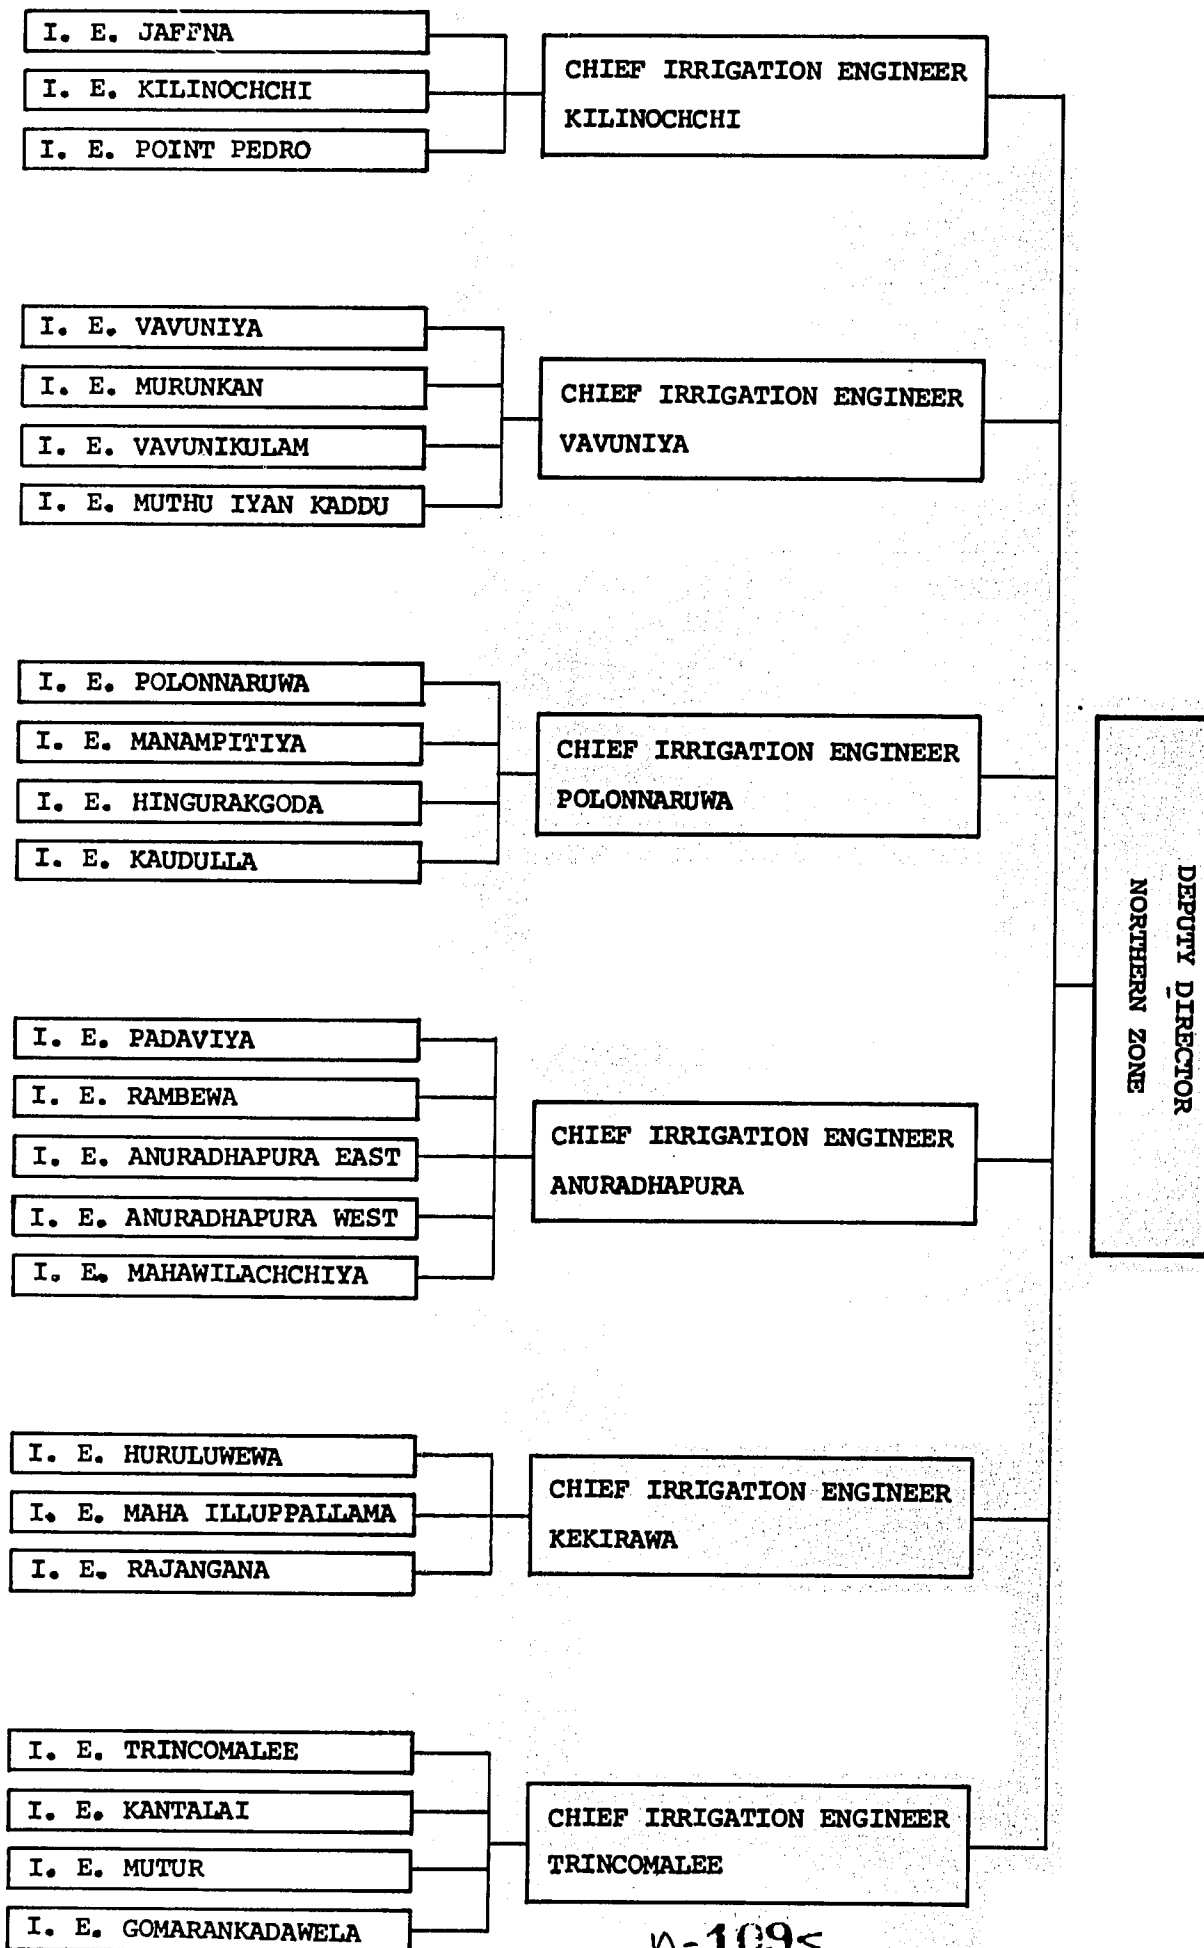 I. E. JAFFNA
I. E. KILINOCHCHI
I. E. POINT PEDRO
CHIEF IRRIGATION ENGINEER
KILINOCHCHI
I. E. VAVUNIYA
I. E. MURUNKAN
I. E. VAVUNIKULAM
I. E. MUTHU IYAN KADDU
CHIEF IRRIGATION ENGINEER
VAVUNIYA
I. E. POLONNARUWA
I. E. MANAMPITIYA
I. E. HINGURAKGODA
I. E. KAUDULLA
CHIEF IRRIGATION ENGINEER
POLONNARUWA
DEPUTY DIRECTOR
NORTHERN ZONE
I. E. PADAVIYA
I. E. RAMBEWA
I. E. ANURADHAPURA EAST
I. E. ANURADHAPURA WEST
I. E. MAHAWILACHCHIYA
CHIEF IRRIGATION ENGINEER
ANURADHAPURA
I. E. HURULUWEWA
I. E. MAHA ILLUPPALLAMA
I. E. RAJANGANA
CHIEF IRRIGATION ENGINEER
KEKIRAWA
I. E. TRINCOMALEE
I. E. KANTALAI
I. E. MUTUR
I. E. GOMARANKADAWELA
CHIEF IRRIGATION ENGINEER
TRINCOMALEE